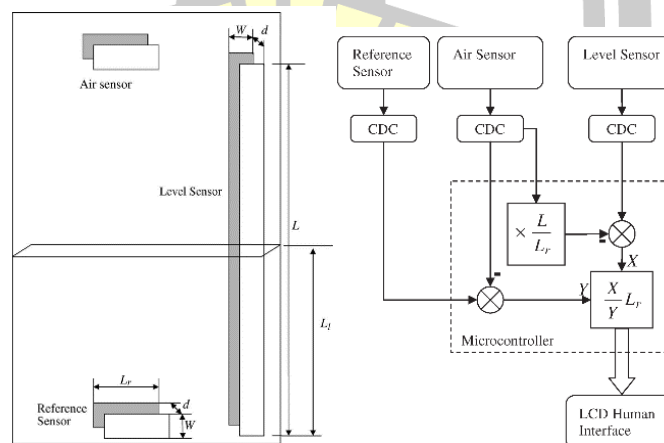 W
d
Air sensor
Level Sensor
L
L_l
L_r
d
W
Reference
Sensor
Reference
Sensor
Air Sensor
Level Sensor
CDC
CDC
CDC
× L/L_r
-
-
X
Y
X/Y L_r
Microcontroller
LCD Human
Interface